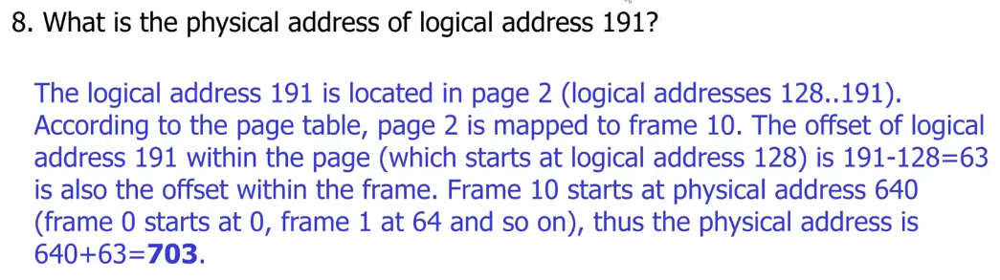 8. What is the physical address of logical address 191?
The logical address 191 is located in page 2 (logical addresses 128..191).
According to the page table, page 2 is mapped to frame 10. The offset of logical
address 191 within the page (which starts at logical address 128) is 191-128=63
is also the offset within the frame. Frame 10 starts at physical address 640
(frame 0 starts at 0, frame 1 at 64 and so on), thus the physical address is
640+63=703.